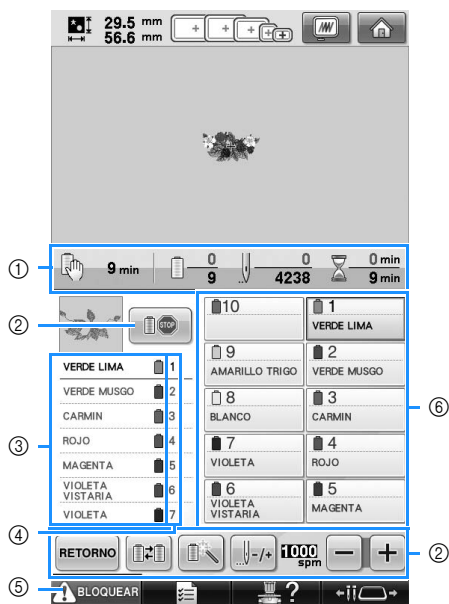 29.5 mm
56.6 mm
① 9 min 0 0 0 min
9 4238 9 min
② STOP
③
VERDE LIMA 1
VERDE MUSGO 2
CARMIN 3
ROJO 4
MAGENTA 5
VIOLETA
VISTARIA 6
VIOLETA 7
10
1
VERDE LIMA
9
AMARILLO TRIGO
2
VERDE MUSGO
8
BLANCO
3
CARMIN
7
VIOLETA
4
ROJO
6
VIOLETA
VISTARIA
5
MAGENTA
⑥
④
RETORNO -/+ 1000 spm − + ②
⑤ BLOQUEAR ?